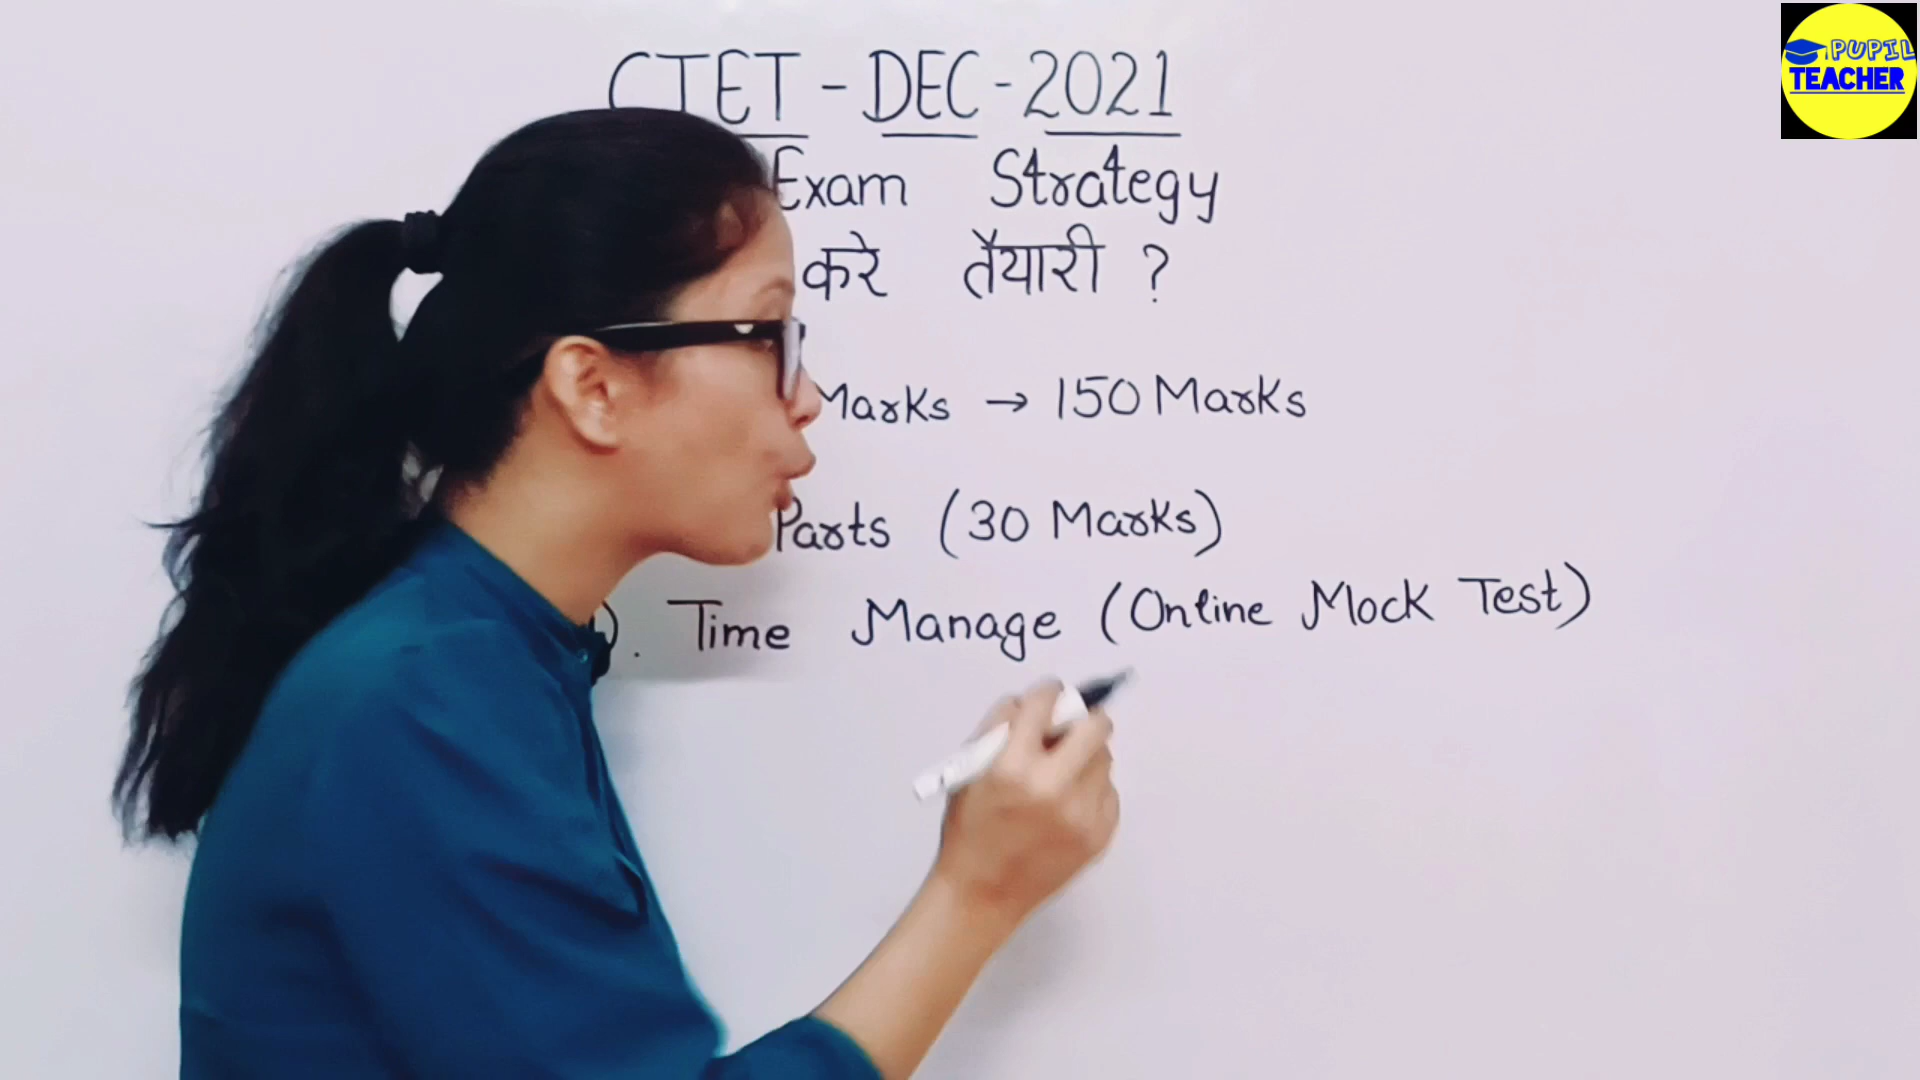 CTET - DEC - 2021
Exam Strategy
करे तैयारी ?
Marks → 150 Marks
Parts (30 Marks)
. Time Manage (Online Mock Test)
PUPIL
TEACHER